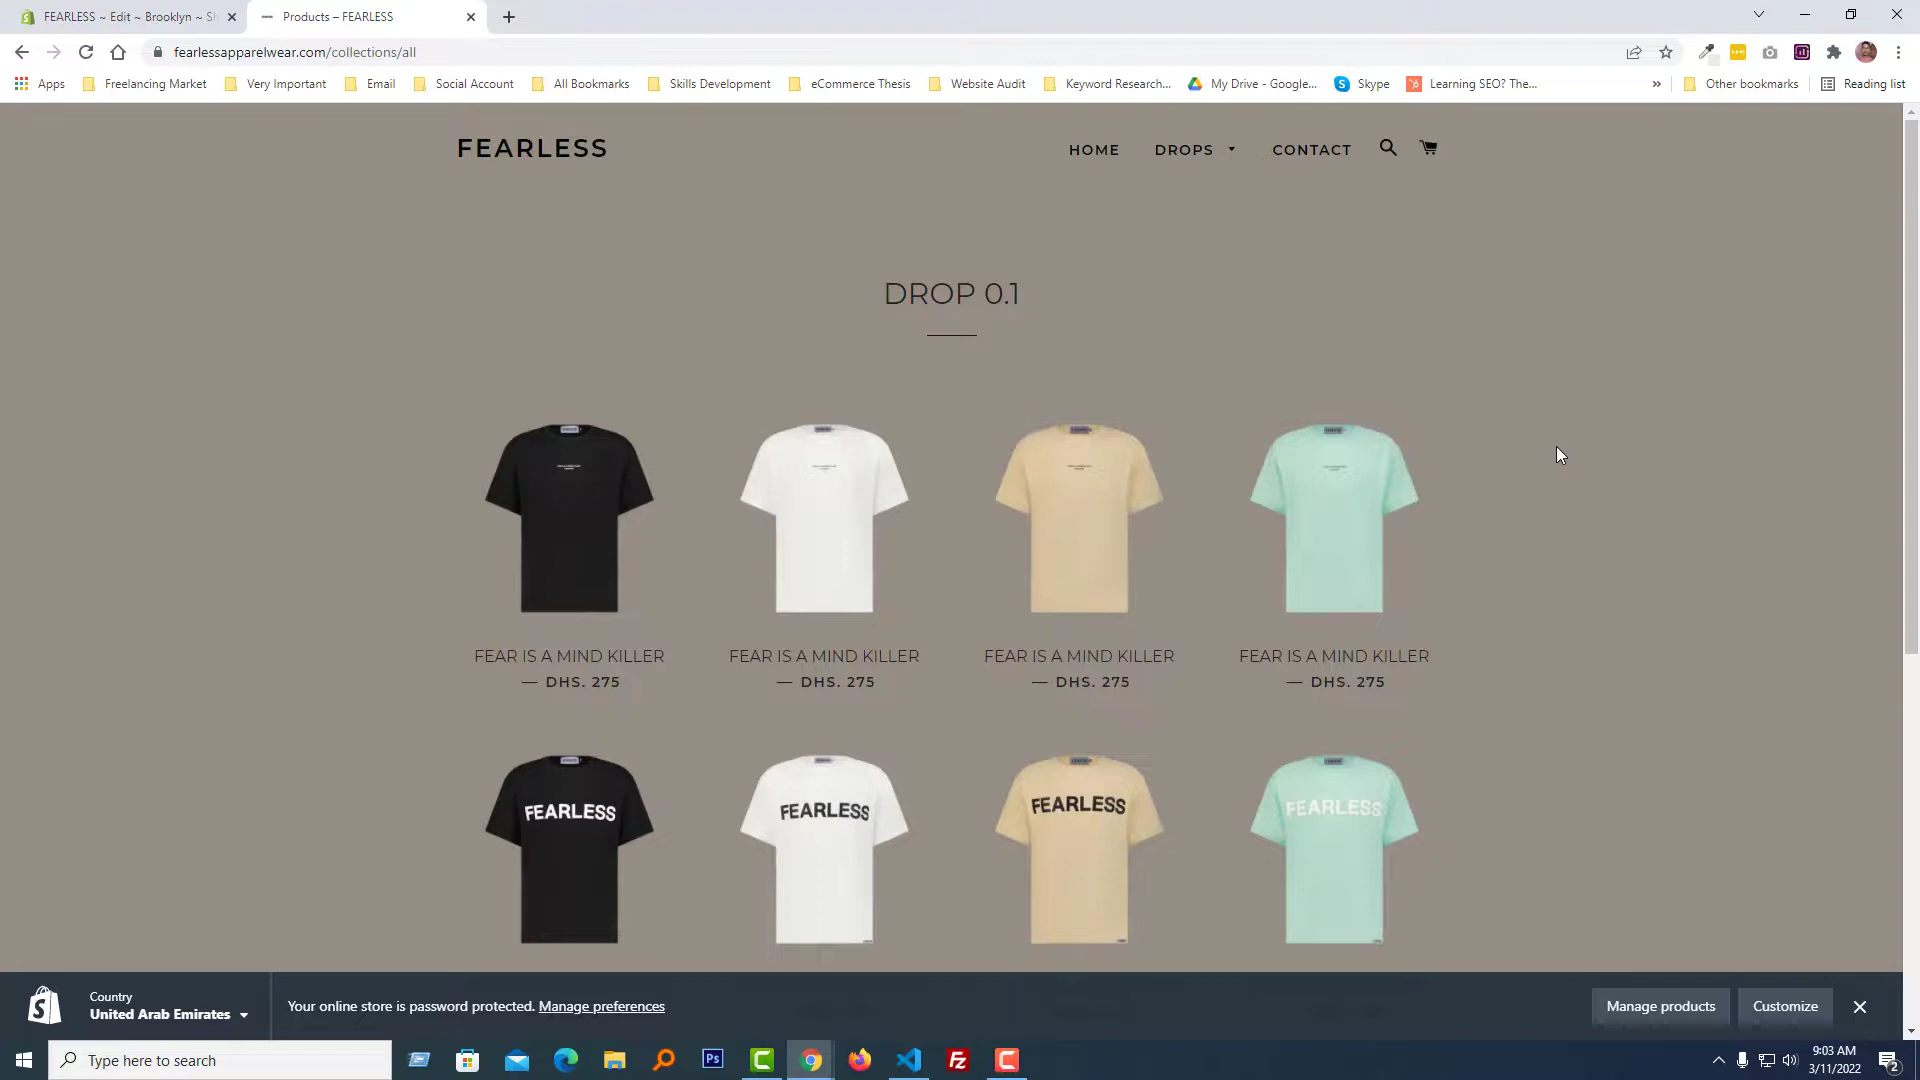 FEARLESS ~ Edit ~ Brooklyn ~ Sh
Products – FEARLESS
fearlessapparelwear.com/collections/all
Apps
Freelancing Market
Very Important
Email
Social Account
All Bookmarks
Skills Development
eCommerce Thesis
Website Audit
Keyword Research...
My Drive - Google...
Skype
Learning SEO? The...
»
Other bookmarks
Reading list
FEARLESS
HOME
DROPS
CONTACT
DROP 0.1
FEAR IS A MIND KILLER
— DHS. 275
FEAR IS A MIND KILLER
— DHS. 275
FEAR IS A MIND KILLER
— DHS. 275
FEAR IS A MIND KILLER
— DHS. 275
FEARLESS
FEARLESS
FEARLESS
FEARLESS
Country
United Arab Emirates
Your online store is password protected. Manage preferences
Manage products
Customize
Type here to search
Ps
Fz
9:03 AM
3/11/2022
2